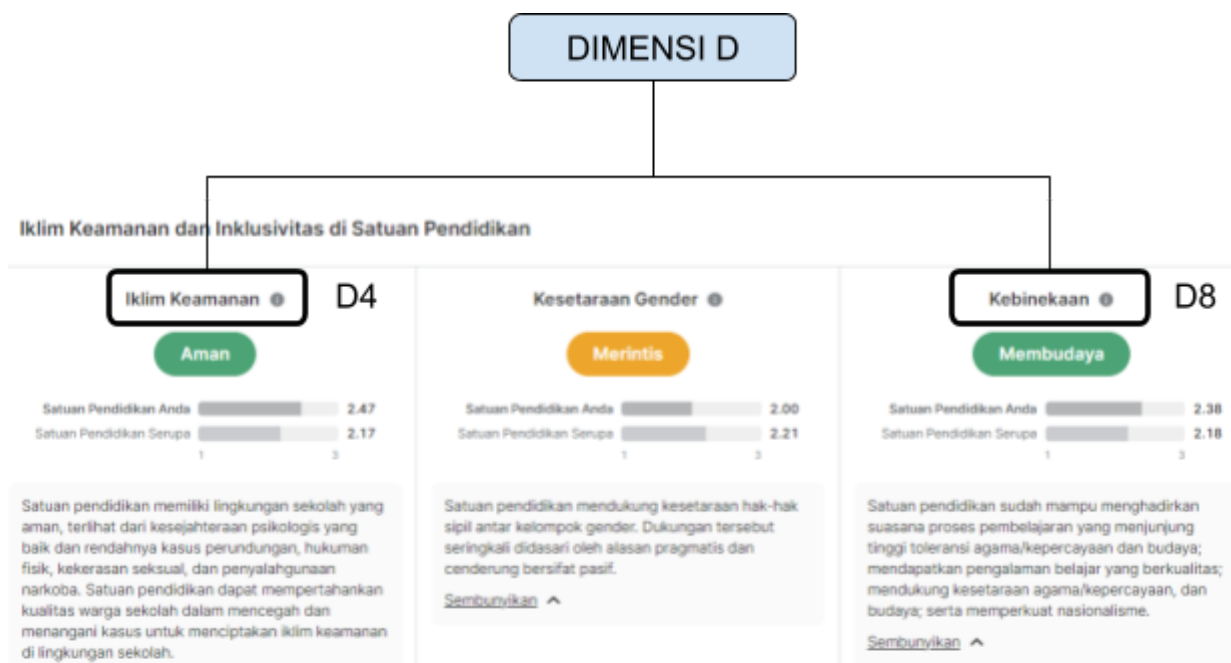 DIMENSI D
Iklim Keamanan dan Inklusivitas di Satuan Pendidikan
Iklim Keamanan
D4
Aman
Satuan Pendidikan Anda 2.47
Satuan Pendidikan Serupa 2.17
1 3
Satuan pendidikan memiliki lingkungan sekolah yang
aman, terlihat dari kesejahteraan psikologis yang
baik dan rendahnya kasus perundungan, hukuman
fisik, kekerasan seksual, dan penyalahgunaan
narkoba. Satuan pendidikan dapat mempertahankan
kualitas warga sekolah dalam mencegah dan
menangani kasus untuk menciptakan iklim keamanan
di lingkungan sekolah.
Kesetaraan Gender
Merintis
Satuan Pendidikan Anda 2.00
Satuan Pendidikan Serupa 2.21
1 3
Satuan pendidikan mendukung kesetaraan hak-hak
sipil antar kelompok gender. Dukungan tersebut
seringkali didasari oleh alasan pragmatis dan
cenderung bersifat pasif.
Sembunyikan
Kebinekaan
D8
Membudaya
Satuan Pendidikan Anda 2.38
Satuan Pendidikan Serupa 2.18
1 3
Satuan pendidikan sudah mampu menghadirkan
suasana proses pembelajaran yang menjunjung
tinggi toleransi agama/kepercayaan dan budaya;
mendapatkan pengalaman belajar yang berkualitas;
mendukung kesetaraan agama/kepercayaan, dan
budaya; serta memperkuat nasionalisme.
Sembunyikan